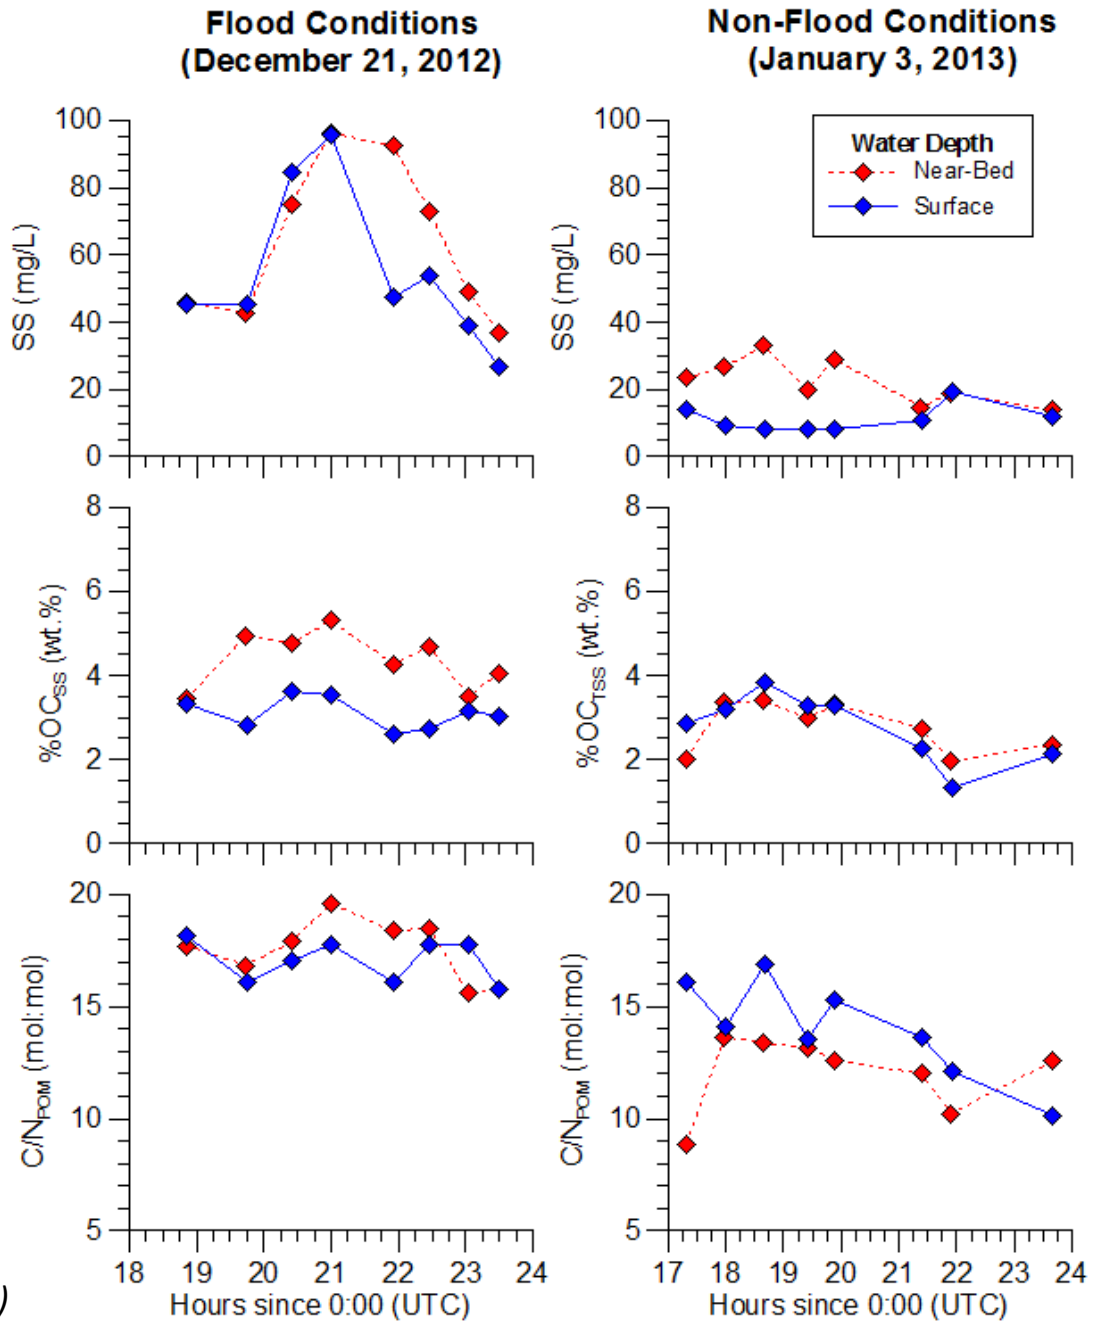 Flood Conditions
(December 21, 2012)
Non-Flood Conditions
(January 3, 2013)
100
80
60
40
20
0
SS (mg/L)
100
80
60
40
20
0
SS (mg/L)
Water Depth
Near-Bed
Surface
8
6
4
2
0
%OCSS (wt.%)
8
6
4
2
0
%OCTSS (wt.%)
20
15
10
5
C/NPOM (mol:mol)
18 19 20 21 22 23 24
Hours since 0:00 (UTC)
20
15
10
5
C/NPOM (mol:mol)
17 18 19 20 21 22 23 24
Hours since 0:00 (UTC)
)